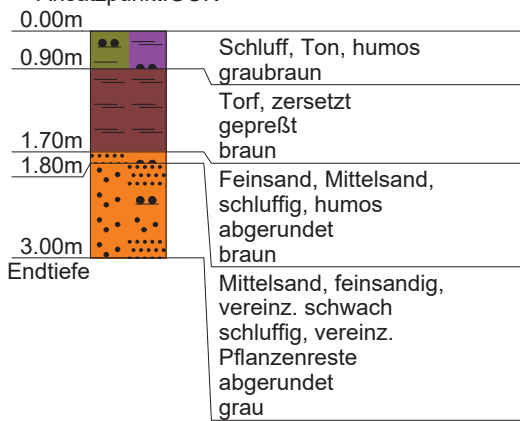 0.00m
Schluff, Ton, humos
graubraun
0.90m
Torf, zersetzt
gepreßt
braun
1.70m
1.80m
Feinsand, Mittelsand,
schluffig, humos
abgerundet
braun
3.00m
Endtiefe
Mittelsand, feinsandig,
vereinz. schwach
schluffig, vereinz.
Pflanzenreste
abgerundet
grau